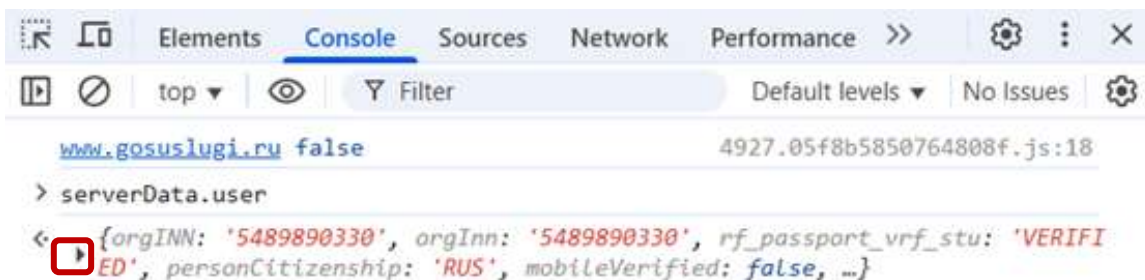 Elements Console Sources Network Performance >>
top ▾ Filter Default levels ▾ No Issues
www.gosuslugi.ru false 4927.05f8b5850764808f.js:18
> serverData.user
{orgINN: '5489890330', orgInn: '5489890330', rf_passport_vrf_stu: 'VERIFI
ED', personCitizenship: 'RUS', mobileVerified: false, …}